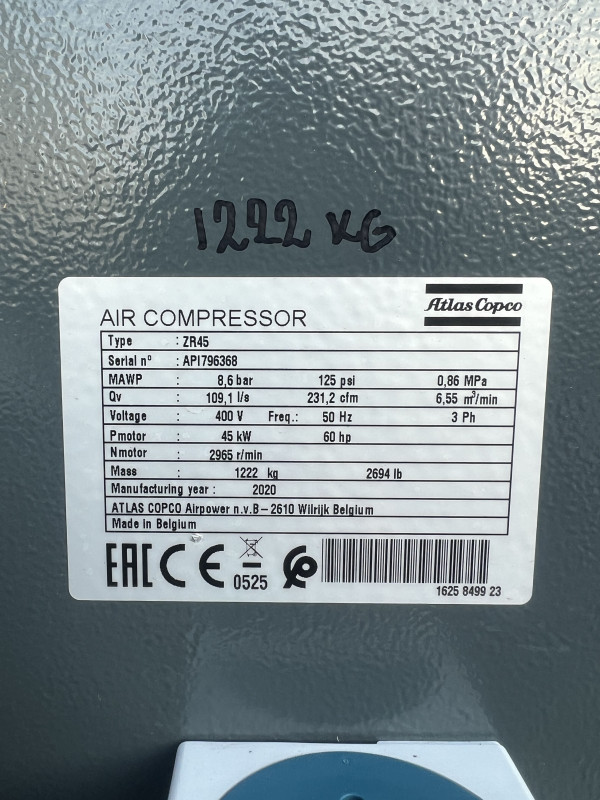 1222 KG
Atlas Copco
AIR COMPRESSOR
Type : ZR45
Serial nº : API796368
MAWP : 8,6 bar 125 psi 0,86 MPa
Qv : 109,1 l/s 231,2 cfm 6,55 m³/min
Voltage : 400 V Freq.: 50 Hz 3 Ph
Pmotor : 45 kW 60 hp
Nmotor : 2965 r/min
Mass : 1222 kg 2694 lb
Manufacturing year : 2020
ATLAS COPCO Airpower n.v.B-2610 Wilrijk Belgium
Made in Belgium
EAC CE 0525
1625 8499 23